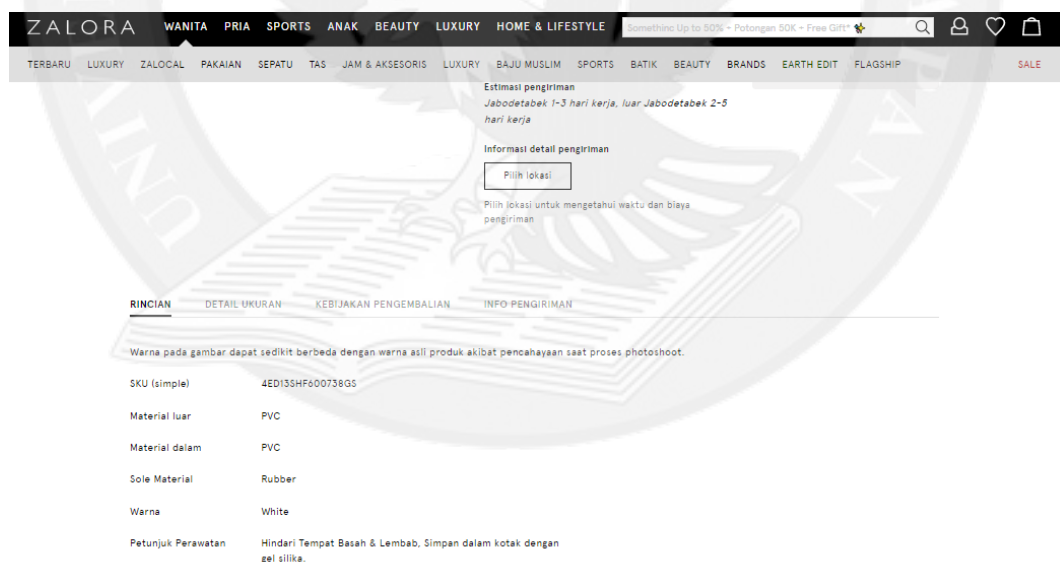 ZALORA WANITA PRIA SPORTS ANAK BEAUTY LUXURY HOME & LIFESTYLE Somethinc Up to 50% + Potongan 50K + Free Gift*
TERBARU LUXURY ZALOCAL PAKAIAN SEPATU TAS JAM & AKSESORIS LUXURY BAJU MUSLIM SPORTS BATIK BEAUTY BRANDS EARTH EDIT FLAGSHIP SALE
Estimasi pengiriman
Jabodetabek 1-3 hari kerja, luar Jabodetabek 2-5
hari kerja
Informasi detail pengiriman
Pilih lokasi
Pilih lokasi untuk mengetahui waktu dan biaya
pengiriman
RINCIAN DETAIL UKURAN KEBIJAKAN PENGEMBALIAN INFO PENGIRIMAN
Warna pada gambar dapat sedikit berbeda dengan warna asli produk akibat pencahayaan saat proses photoshoot.
SKU (simple) 4ED13SHF600738GS
Material luar PVC
Material dalam PVC
Sole Material Rubber
Warna White
Petunjuk Perawatan Hindari Tempat Basah & Lembab, Simpan dalam kotak dengan
gel silika.